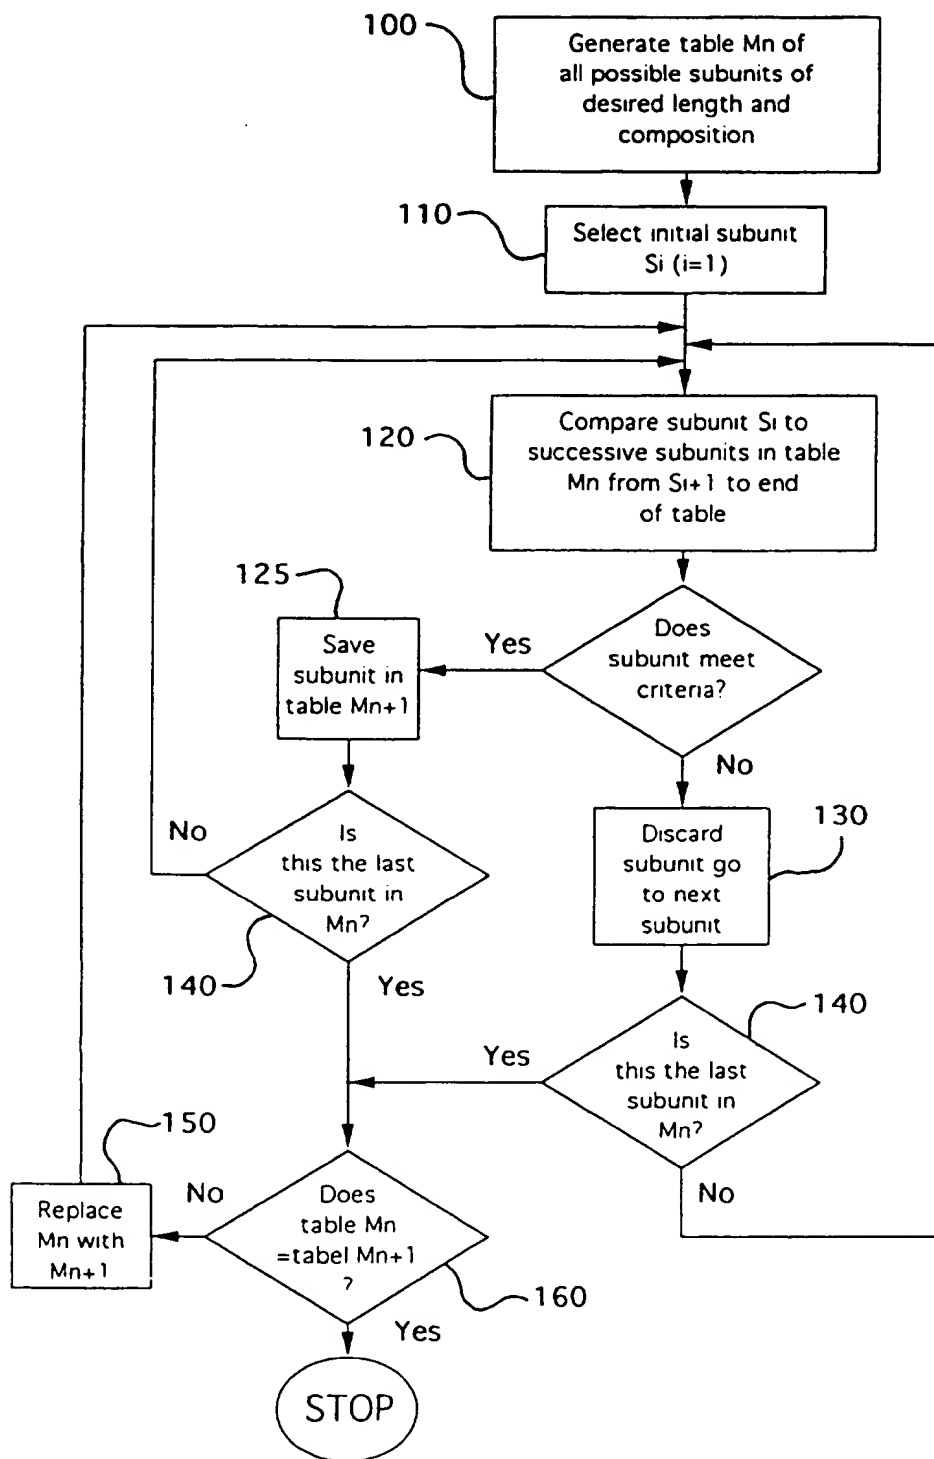 100
Generate table Mn of
all possible subunits of
desired length and
composition
110
Select initial subunit
Si (i=1)
120
Compare subunit Si to
successive subunits in table
Mn from Si+1 to end
of table
125
Save
subunit in
table Mn+1
Yes
Does
subunit meet
criteria?
No
No
Is
this the last
subunit in
Mn?
140
Yes
130
Discard
subunit go
to next
subunit
140
Yes
Is
this the last
subunit in
Mn?
No
150
Replace
Mn with
Mn+1
No
Does
table Mn
=tabel Mn+1
?
160
Yes
STOP